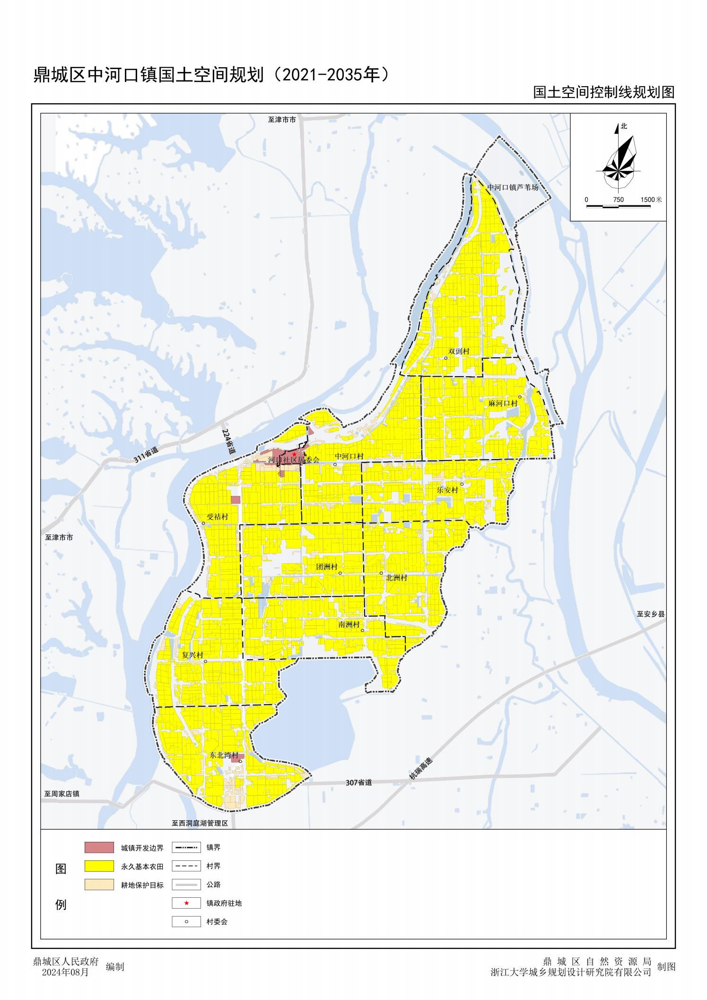 鼎城区中河口镇国土空间规划（2021-2035年）
国土空间控制线规划图
至津市市
北
0 750 1500米
中河口镇芦苇场
双剅村
麻河口村
224省道
311省道
河口社区居委会
中河口村
乐安村
受祜村
至津市市
团洲村
北洲村
至安乡县
南洲村
复兴村
东北湾村
杭瑞高速
307省道
至周家店镇
至西洞庭湖管理区
图例
城镇开发边界
永久基本农田
耕地保护目标
镇界
村界
公路
镇政府驻地
村委会
鼎城区人民政府
2024年08月
编制
鼎城区自然资源局
浙江大学城乡规划设计研究院有限公司
制图